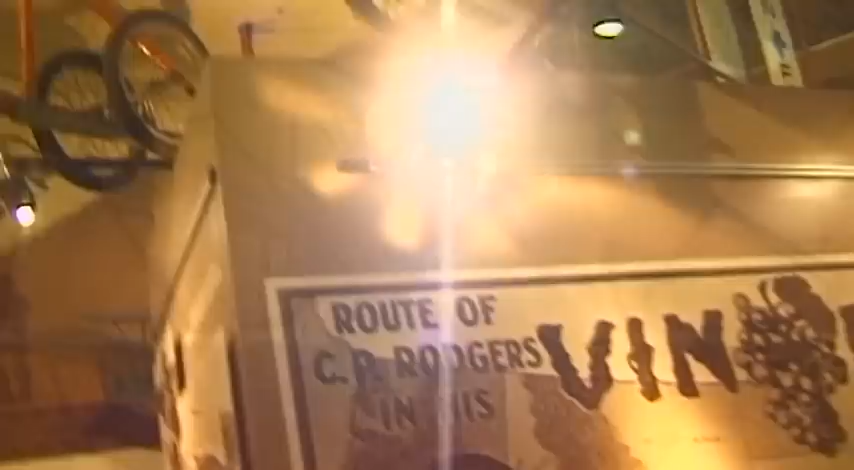 ROUTE OF
C.P. RODGERS
IN HIS
VIN